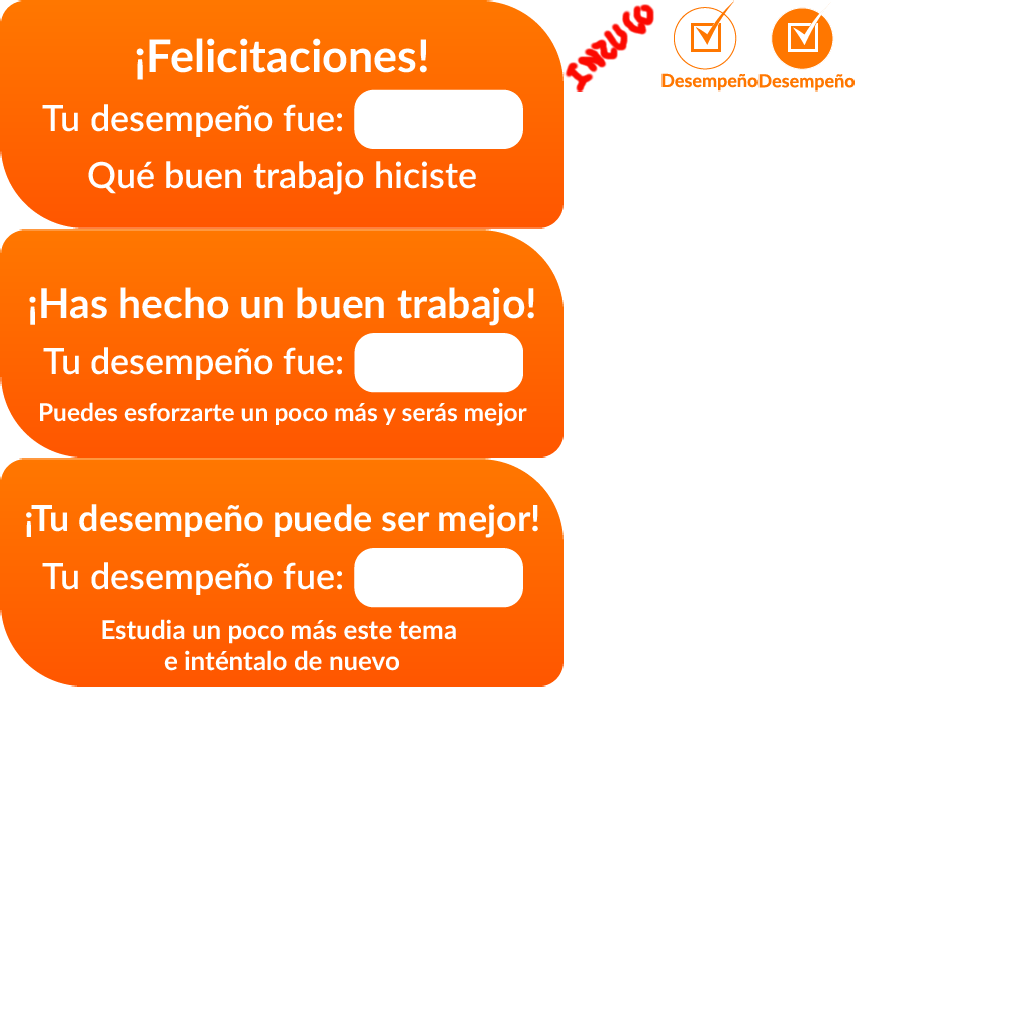 ¡Felicitaciones!
Tu desempeño fue:
Qué buen trabajo hiciste
¡Has hecho un buen trabajo!
Tu desempeño fue:
Puedes esforzarte un poco más y serás mejor
¡Tu desempeño puede ser mejor!
Tu desempeño fue:
Estudia un poco más este tema
e inténtalo de nuevo
Desempeño
Desempeño